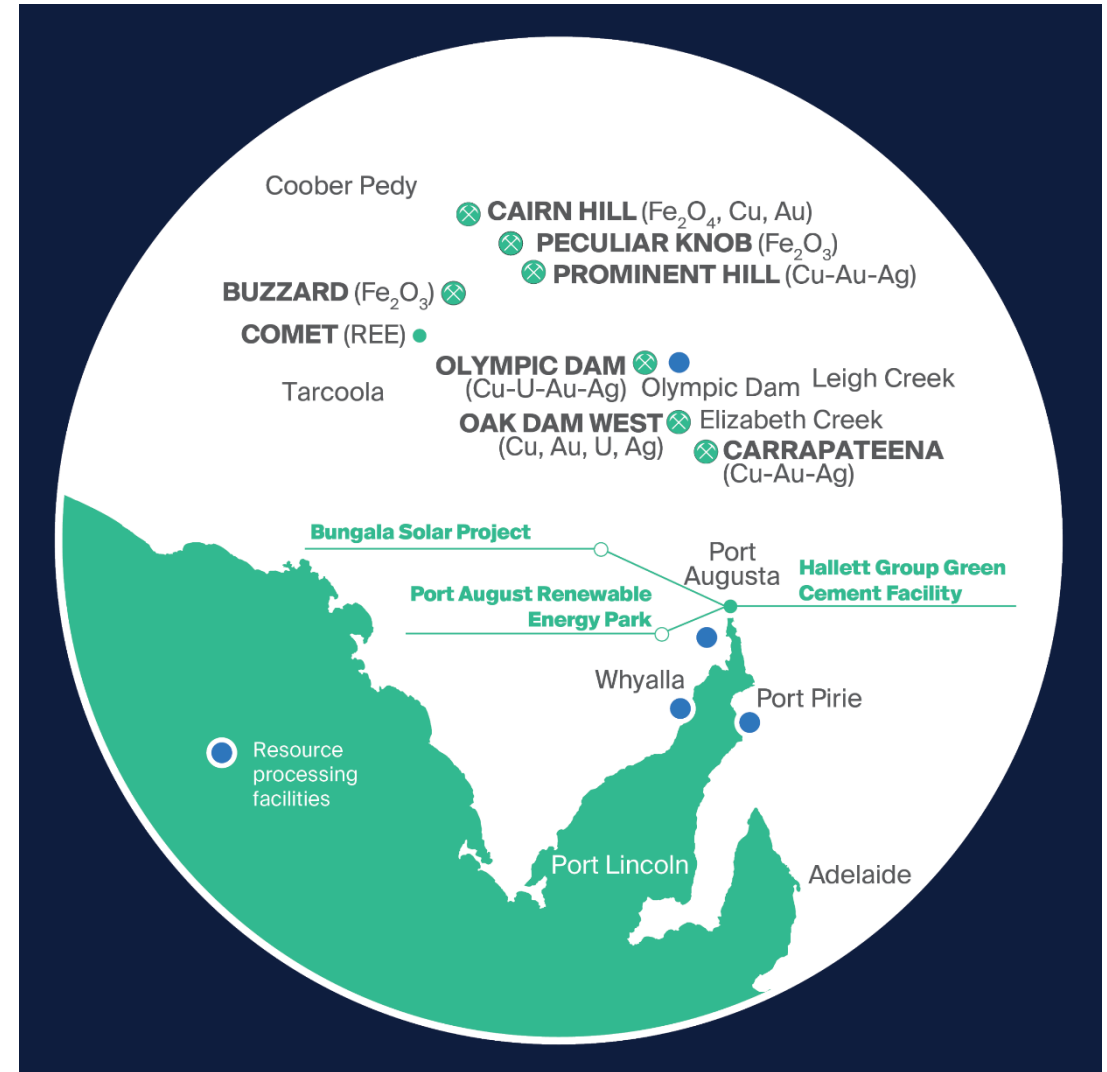 Coober Pedy
CAIRN HILL (Fe₂O₄, Cu, Au)
PECULIAR KNOB (Fe₂O₃)
PROMINENT HILL (Cu-Au-Ag)
BUZZARD (Fe₂O₃)
COMET (REE)
OLYMPIC DAM
(Cu-U-Au-Ag)
Olympic Dam
Leigh Creek
Tarcoola
OAK DAM WEST
(Cu, Au, U, Ag)
Elizabeth Creek
CARRAPATEENA
(Cu-Au-Ag)
Bungala Solar Project
Port
Augusta
Hallett Group Green
Cement Facility
Port August Renewable
Energy Park
Whyalla
Port Pirie
Resource
processing
facilities
Port Lincoln
Adelaide